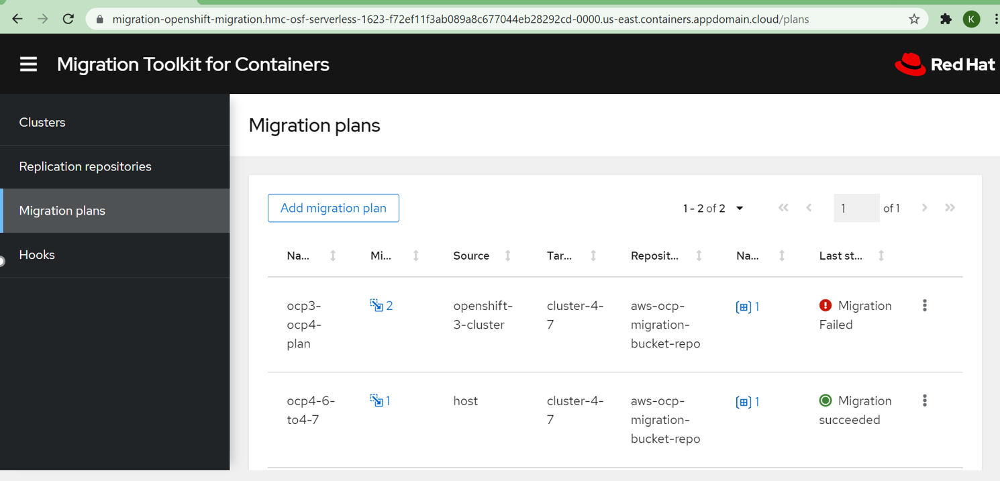 migration-openshift-migration.hmc-osf-serverless-1623-f72ef11f3ab089a8c677044eb28292cd-0000.us-east.containers.appdomain.cloud/plans
K
Migration Toolkit for Containers
Red Hat
Clusters
Replication repositories
Migration plans
Hooks
Migration plans
Add migration plan
1 - 2 of 2
1 of 1
Na... Mi... Source Tar... Reposit... Na... Last st...
ocp3- 2 openshift- cluster-4- aws-ocp- 1 Migration
ocp4- 3-cluster 7 migration- Failed
plan bucket-repo
ocp4-6- 1 host cluster-4- aws-ocp- 1 Migration
to4-7 7 migration- succeeded
bucket-repo